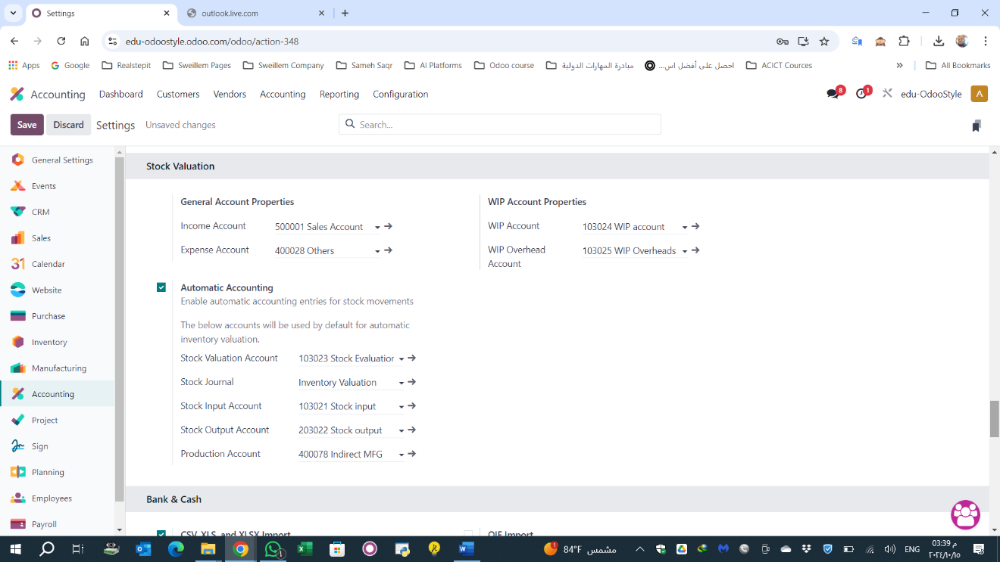 Settings
outlook.live.com
edu-odoostyle.odoo.com/odoo/action-348
Apps Google Realstepit Sweillem Pages Sweillem Company Sameh Saqr AI Platforms Odoo course مبادرة المهارات الدولية احصل على أفضل اس... ACICT Cources » All Bookmarks
Accounting Dashboard Customers Vendors Accounting Reporting Configuration 8 1 edu-OdooStyle A
Save Discard Settings Unsaved changes Search...
General Settings
Events
CRM
Sales
31 Calendar
Website
Purchase
Inventory
Manufacturing
Accounting
Project
Sign
Planning
Employees
Payroll
Stock Valuation
General Account Properties
Income Account 500001 Sales Account
Expense Account 400028 Others
WIP Account Properties
WIP Account 103024 WIP account
WIP Overhead 103025 WIP Overheads
Account
Automatic Accounting
Enable automatic accounting entries for stock movements
The below accounts will be used by default for automatic
inventory valuation.
Stock Valuation Account 103023 Stock Evaluation
Stock Journal Inventory Valuation
Stock Input Account 103021 Stock input
Stock Output Account 203022 Stock output
Production Account 400078 Indirect MFG
Bank & Cash
CSV, XLS, and XLSX Import QIF Import
1 84°F مشمس ENG 03:39 م
٢٠٢٤/١٠/١٥